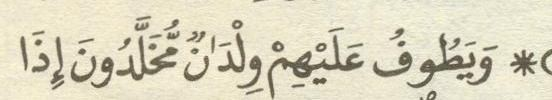 * وَيَطُوفُ عَلَيْهِمْ وِلْدَانٌ مُّخَلَّدُونَ إِذَا